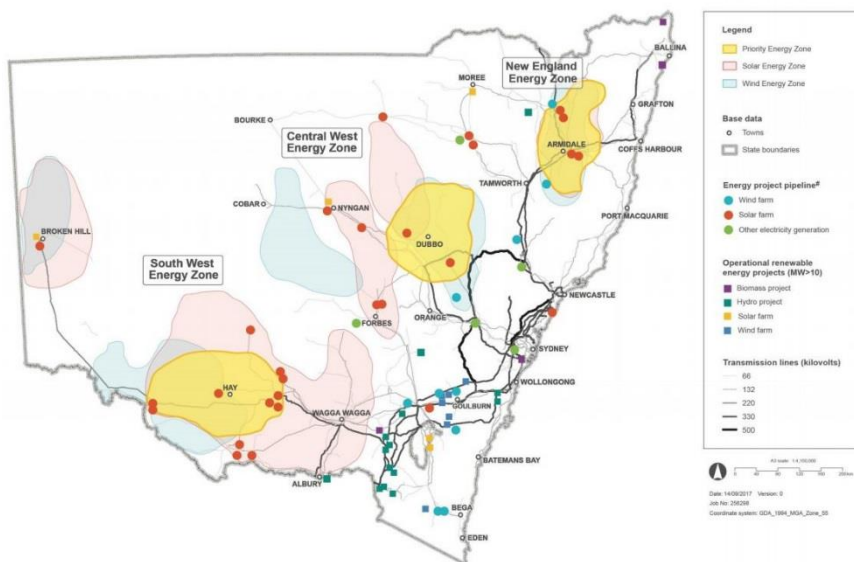 New England
Energy Zone
Central West
Energy Zone
South West
Energy Zone
BALLINA
MOREE
GRAFTON
BOURKE
ARMIDALE
COFFS HARBOUR
TAMWORTH
COBAR
NYNGAN
PORT MACQUARIE
BROKEN HILL
DUBBO
NEWCASTLE
FORBES
ORANGE
SYDNEY
WOLLONGONG
HAY
GOULBURN
WAGGA WAGGA
BATEMANS BAY
ALBURY
BEGA
EDEN
Legend
Priority Energy Zone
Solar Energy Zone
Wind Energy Zone
Base data
Towns
State boundaries
Energy project pipeline#
Wind farm
Solar farm
Other electricity generation
Operational renewable
energy projects (MW>10)
Biomass project
Hydro project
Solar farm
Wind farm
Transmission lines (kilovolts)
66
132
220
330
500
Date: 14/09/2017 Version: 0
Job No: 256298